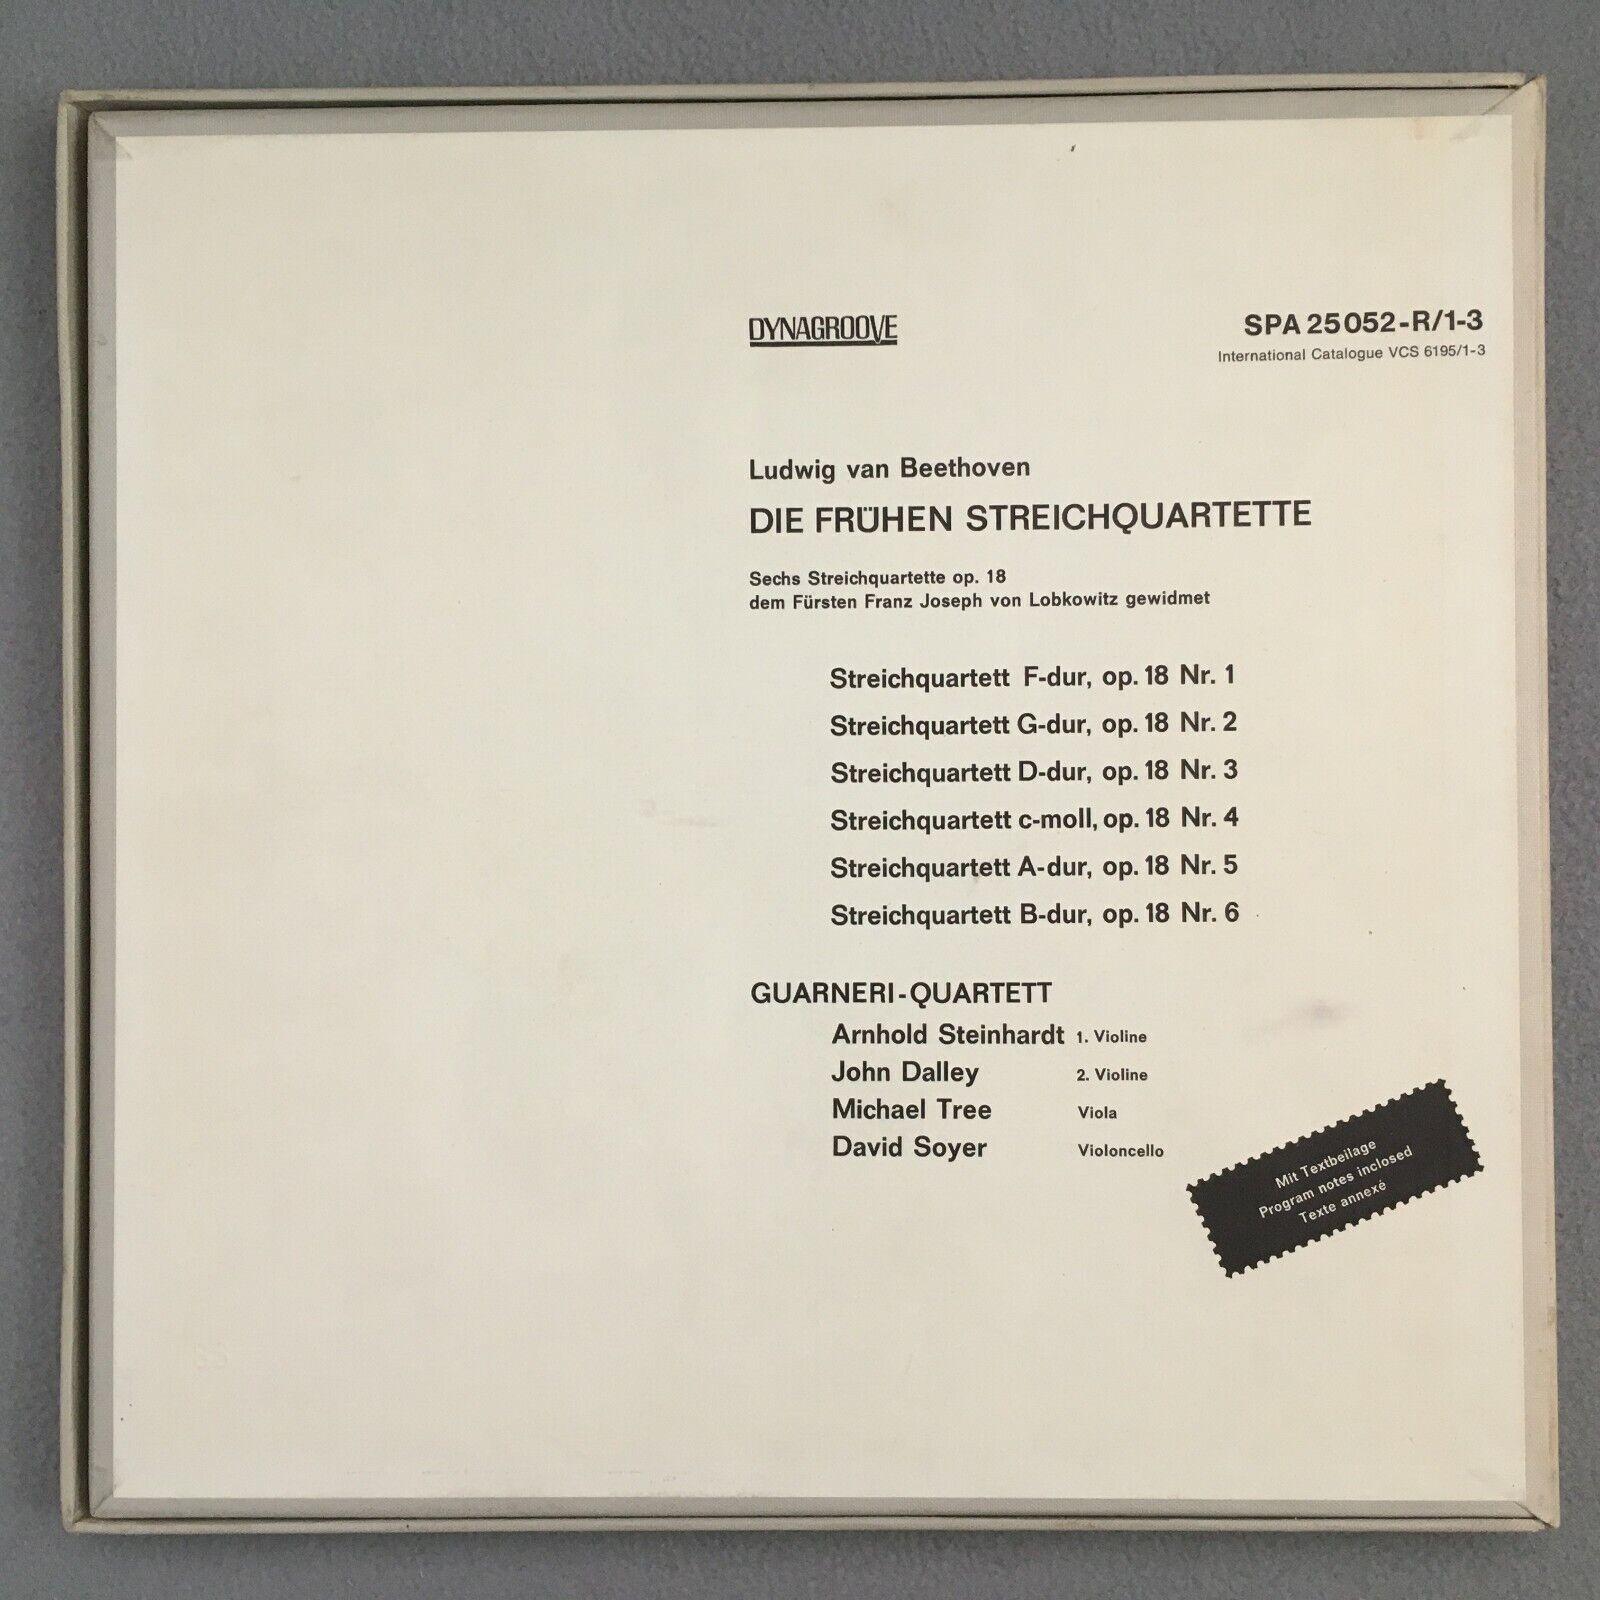 DYNAGROOVE
SPA 25052-R/1-3
International Catalogue VCS 6195/1-3
Ludwig van Beethoven
DIE FRÜHEN STREICHQUARTETTE
Sechs Streichquartette op. 18
dem Fürsten Franz Joseph von Lobkowitz gewidmet
Streichquartett F-dur, op. 18 Nr. 1
Streichquartett G-dur, op. 18 Nr. 2
Streichquartett D-dur, op. 18 Nr. 3
Streichquartett c-moll, op. 18 Nr. 4
Streichquartett A-dur, op. 18 Nr. 5
Streichquartett B-dur, op. 18 Nr. 6
GUARNERI-QUARTETT
Arnhold Steinhardt 1. Violine
John Dalley 2. Violine
Michael Tree Viola
David Soyer Violoncello
Mit Textbeilage
Program notes inclosed
Texte annexé